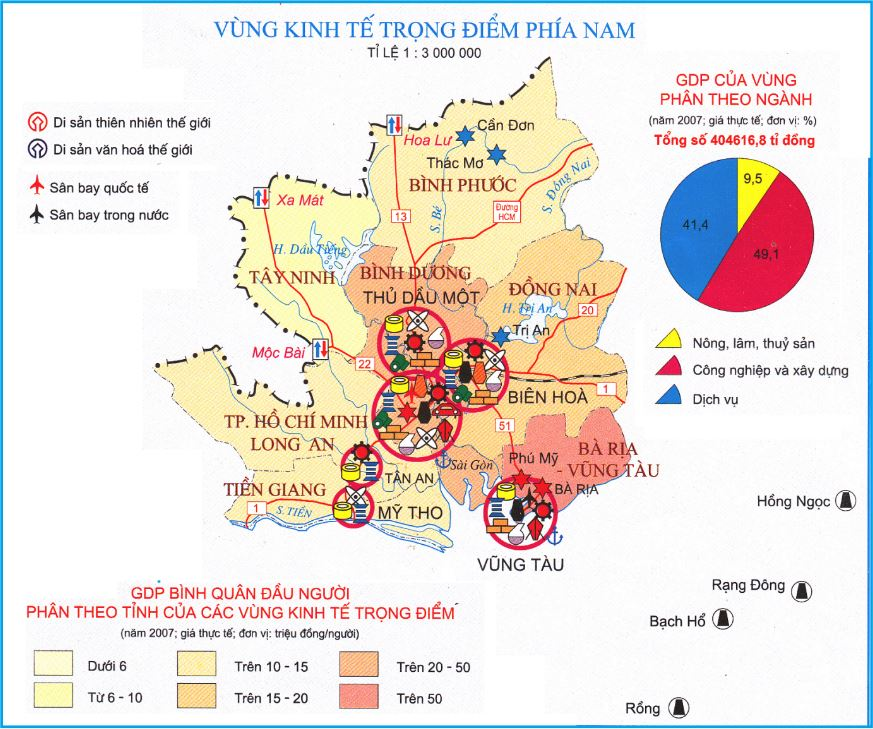 VÙNG KINH TẾ TRỌNG ĐIỂM PHÍA NAM
TỈ LỆ 1 : 3 000 000
GDP CỦA VÙNG
PHÂN THEO NGÀNH
(năm 2007; giá thực tế; đơn vị: %)
Tổng số 404616,8 tỉ đồng
9,5
41,4
49,1
Nông, lâm, thuỷ sản
Công nghiệp và xây dựng
Dịch vụ
Di sản thiên nhiên thế giới
Di sản văn hoá thế giới
Sân bay quốc tế
Sân bay trong nước
Hoa Lư
Cần Đơn
Thác Mơ
BÌNH PHƯỚC
S. Đồng Nai
S. Bé
Xa Mát
13
Đường
HCM
H. Dầu Tiếng
TÂY NINH
BÌNH DƯƠNG
THỦ DẦU MỘT
ĐỒNG NAI
H. Trị An
20
Trị An
Mộc Bài
22
BIÊN HOÀ
1
TP. HỒ CHÍ MINH
51
LONG AN
BÀ RỊA
- VŨNG TÀU
Phú Mỹ
Sài Gòn
TÂN AN
BÀ RỊA
TIỀN GIANG
1
S. TIỀN
MỸ THO
VŨNG TÀU
Hồng Ngọc
Rạng Đông
Bạch Hổ
Rồng
GDP BÌNH QUÂN ĐẦU NGƯỜI
PHÂN THEO TỈNH CỦA CÁC VÙNG KINH TẾ TRỌNG ĐIỂM
(năm 2007; giá thực tế; đơn vị: triệu đồng/người)
Dưới 6
Trên 10 - 15
Trên 20 - 50
Từ 6 - 10
Trên 15 - 20
Trên 50